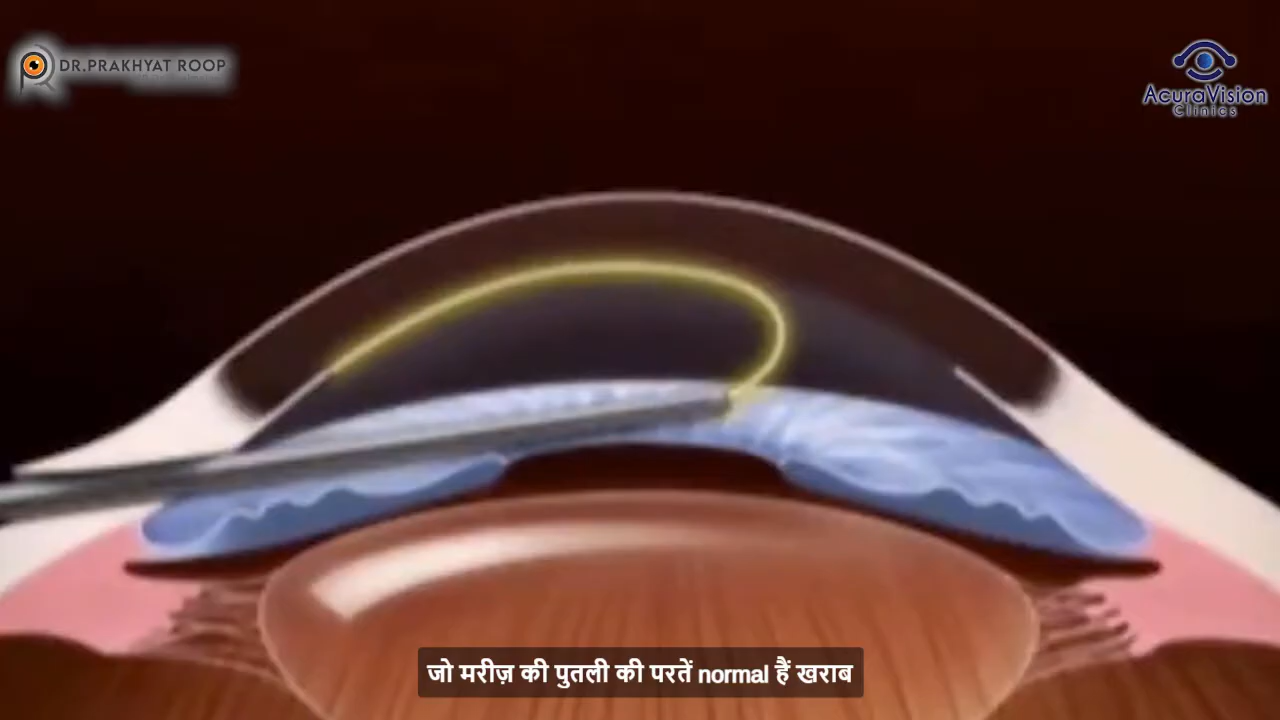 DR.PRAKHYAT ROOP
AcuraVision
Clinics
जो मरीज़ की पुतली की परतें normal हैं खराब